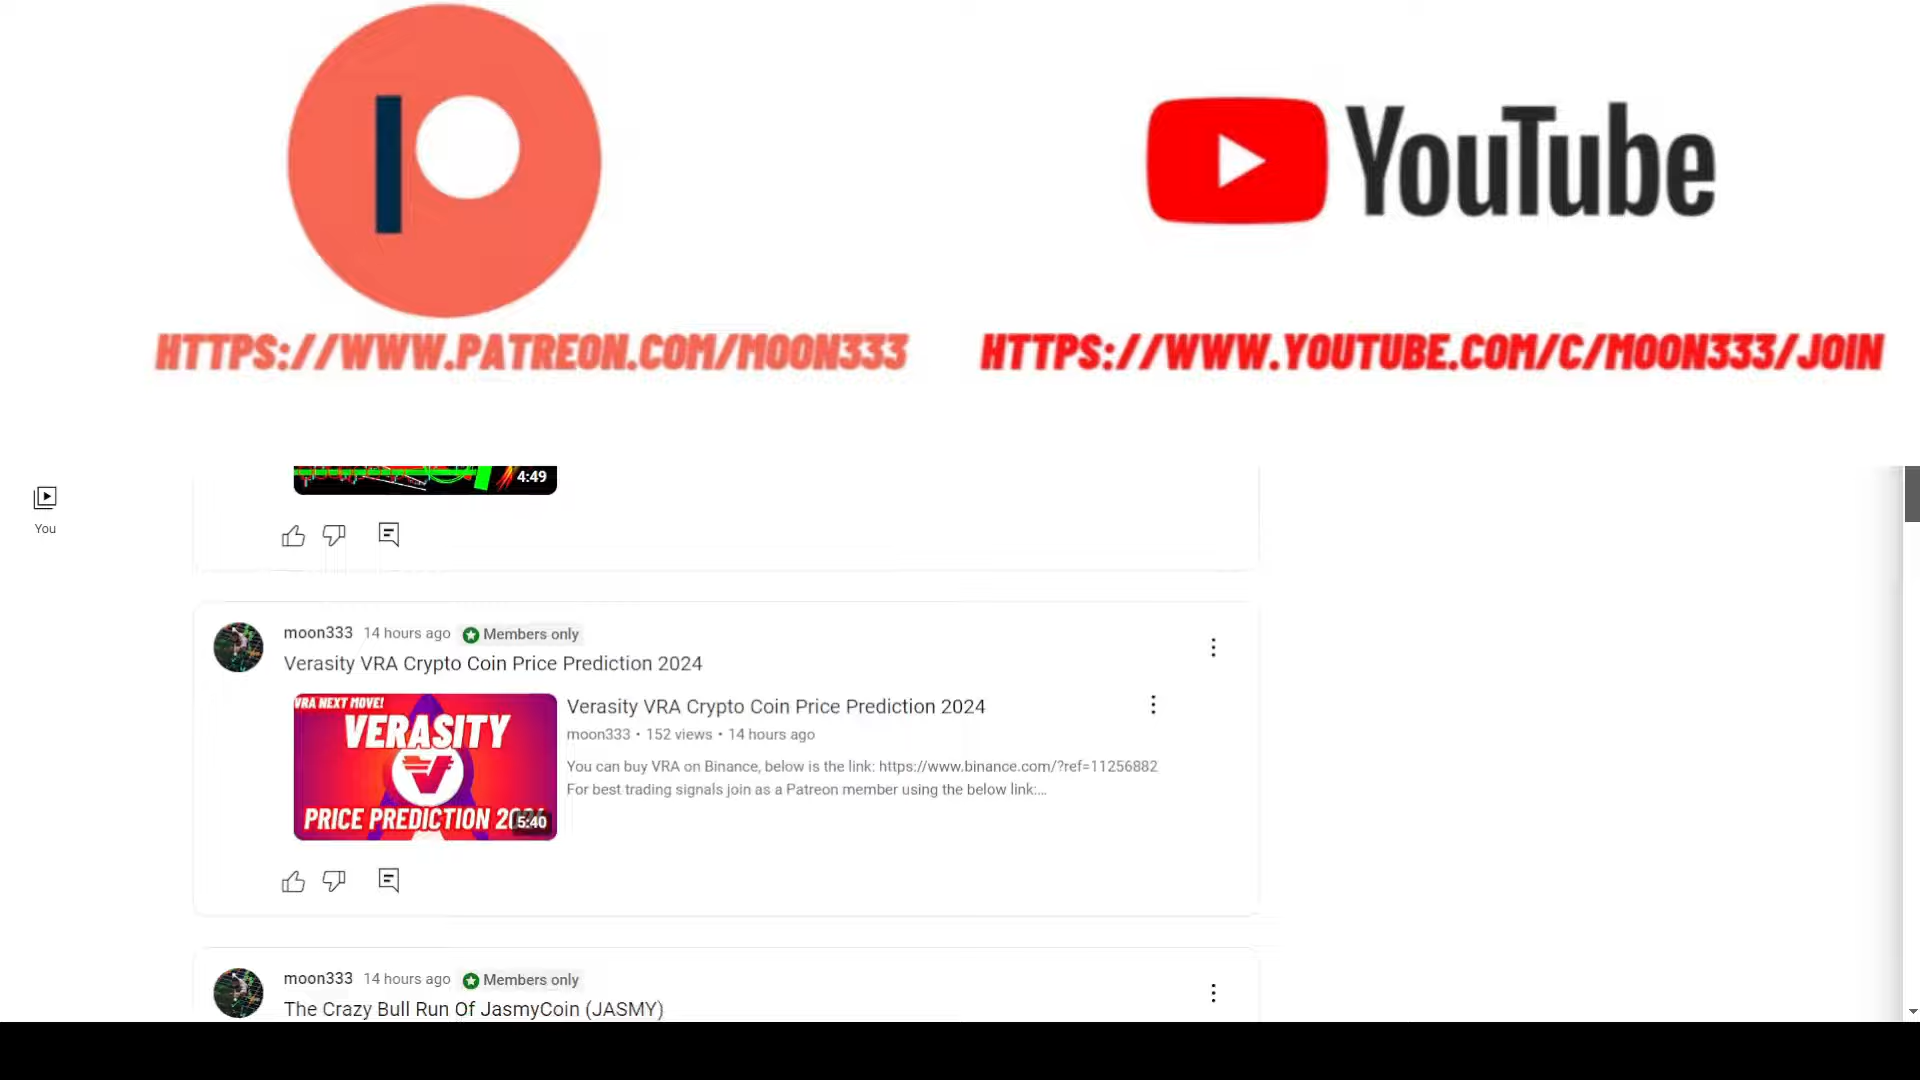 YouTube
HTTPS://WWW.PATREON.COM/MOON333
HTTPS://WWW.YOUTUBE.COM/C/MOON333/JOIN
4:49
You
moon333 14 hours ago Members only
Verasity VRA Crypto Coin Price Prediction 2024
VRA NEXT MOVE!
VERASITY
PRICE PREDICTION
5:40
Verasity VRA Crypto Coin Price Prediction 2024
moon333 • 152 views • 14 hours ago
You can buy VRA on Binance, below is the link: https://www.binance.com/?ref=11256882
For best trading signals join as a Patreon member using the below link:...
moon333 14 hours ago Members only
The Crazy Bull Run Of JasmyCoin (JASMY)